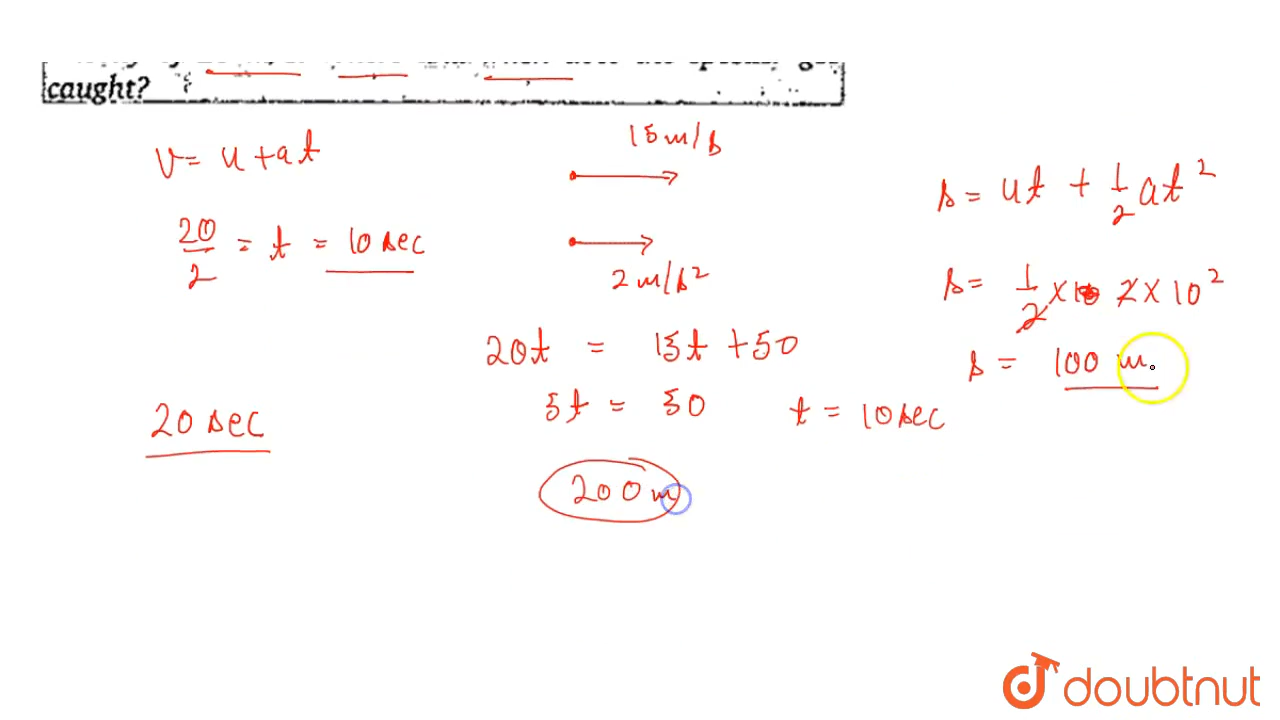 caught?
v = u + at
20/2 = t = 10 sec
15 m/s
2 m/s²
s = ut + 1/2 at²
s = 1/2 × 2 × 10²
s = 100 m.
20t = 15t + 50
5t = 50
t = 10 sec
20 sec
200 m
doubtnut